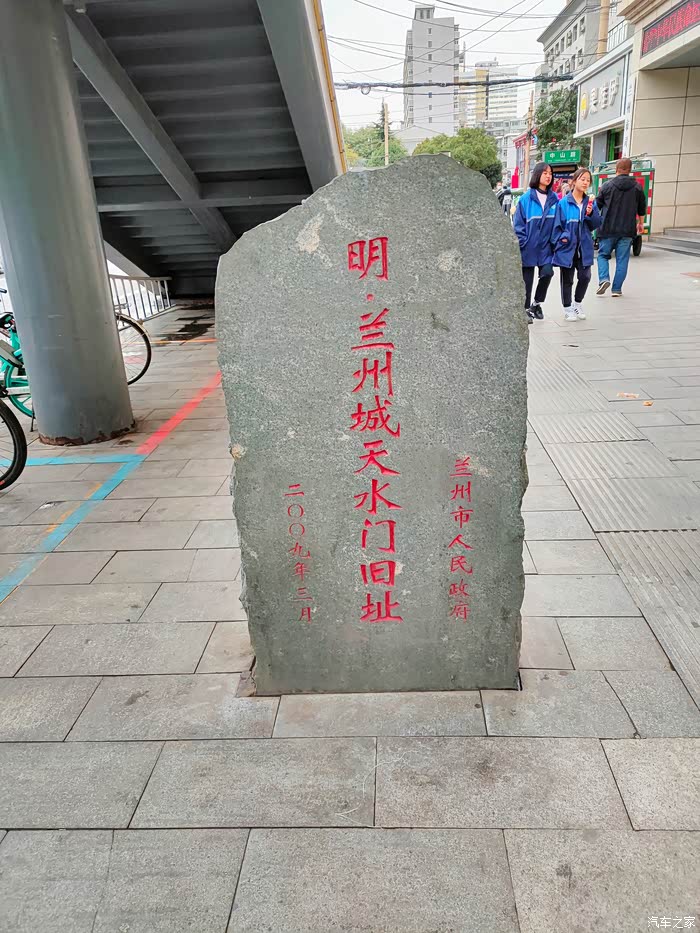 中山路
明·兰州城天水门旧址
兰州市人民政府
二〇〇九年三月
汽车之家